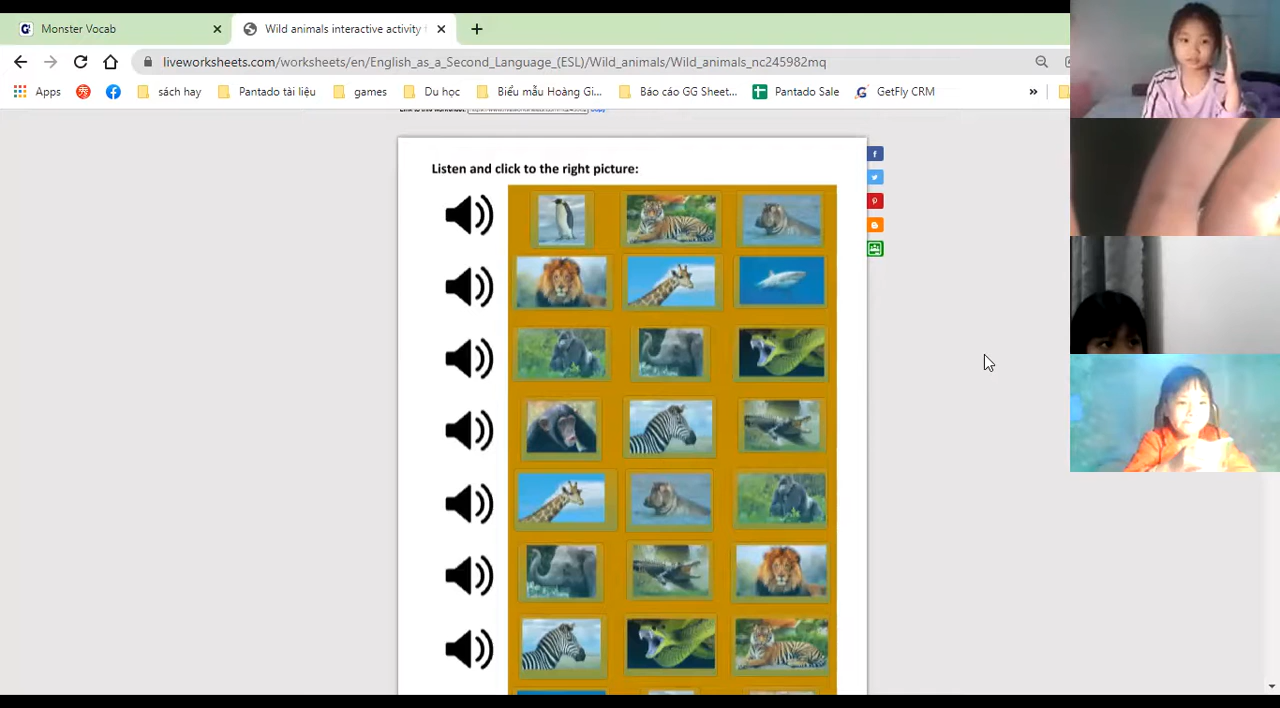 Monster Vocab
Wild animals interactive activity
liveworksheets.com/worksheets/en/English_as_a_Second_Language_(ESL)/Wild_animals/Wild_animals_nc245982mq
Apps
sách hay
Pantado tài liệu
games
Du học
Biểu mẫu Hoàng Gi...
Báo cáo GG Sheet...
Pantado Sale
GetFly CRM
Listen and click to the right picture: